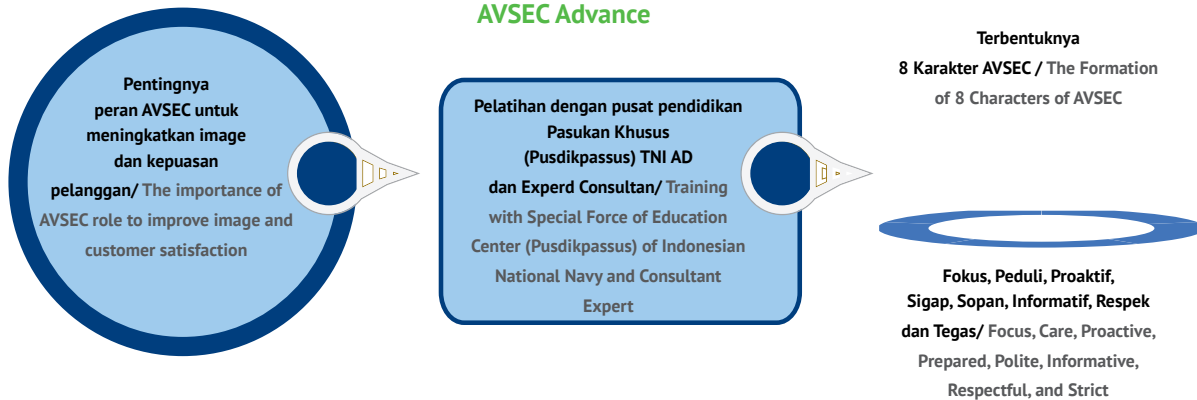 AVSEC Advance
Pentingnya
peran AVSEC untuk
meningkatkan image
dan kepuasan
pelanggan/ The importance of
AVSEC role to improve image and
customer satisfaction
Pelatihan dengan pusat pendidikan
Pasukan Khusus
(Pusdikpassus) TNI AD
dan Experd Consultan/ Training
with Special Force of Education
Center (Pusdikpassus) of Indonesian
National Navy and Consultant
Expert
Terbentuknya
8 Karakter AVSEC / The Formation
of 8 Characters of AVSEC
Fokus, Peduli, Proaktif,
Sigap, Sopan, Informatif, Respek
dan Tegas/ Focus, Care, Proactive,
Prepared, Polite, Informative,
Respectful, and Strict